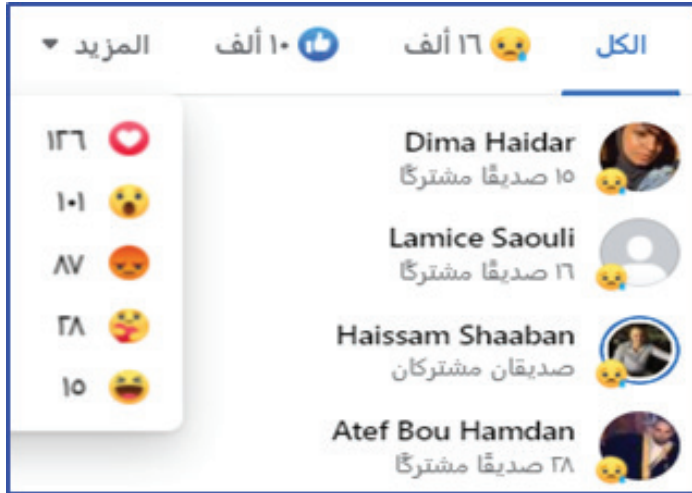 الكل ١٦ ألف ١٠ ألف المزيد
Dima Haidar
١٥ صديقًا مشتركًا
Lamice Saouli
١٦ صديقًا مشتركًا
Haissam Shaaban
صديقان مشتركان
Atef Bou Hamdan
٢٨ صديقًا مشتركًا
١٢٦
١٠١
٨٧
٢٨
١٥